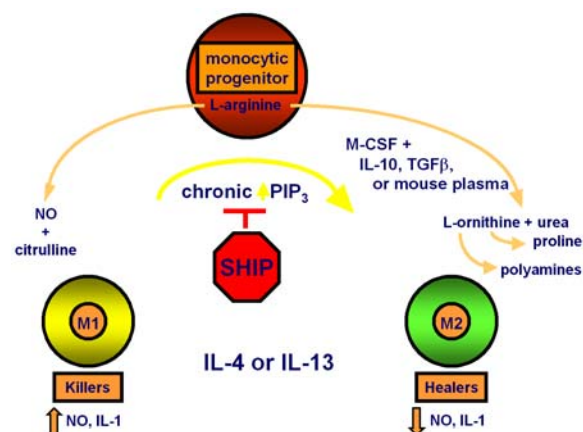 monocytic
progenitor
L-arginine
M-CSF +
IL-10, TGFβ,
or mouse plasma
chronic PIP₃
NO
+
citrulline
L-ornithine + urea
proline
polyamines
SHIP
M1
M2
IL-4 or IL-13
Killers
Healers
NO, IL-1
NO, IL-1